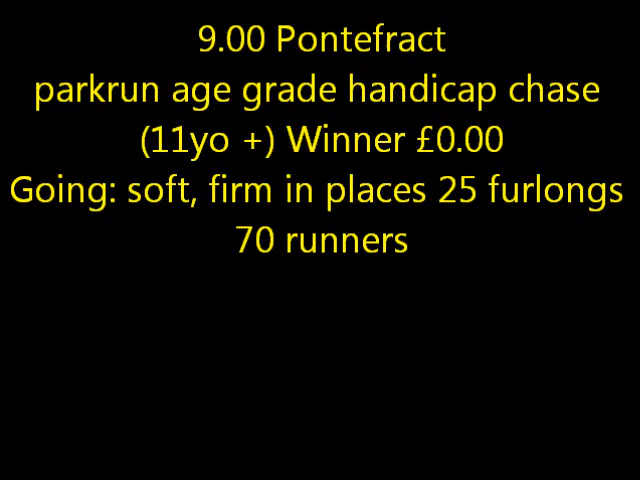 9.00 Pontefract
parkrun age grade handicap chase
(11yo +) Winner £0.00
Going: soft, firm in places 25 furlongs
70 runners